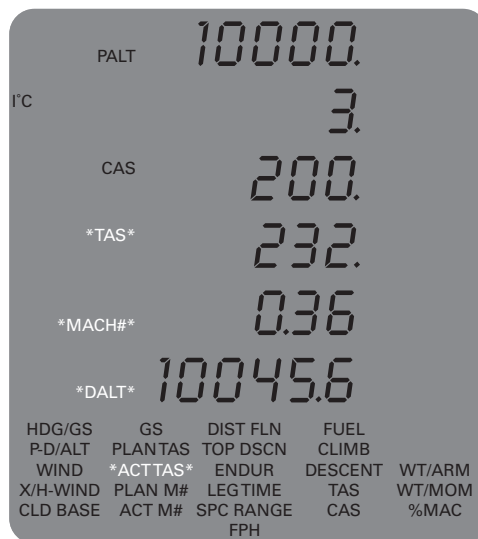 PALT 10000.
I°C 3.
CAS 200.
*TAS* 232.
*MACH#* 0.36
*DALT* 10045.6
HDG/GS GS DIST FLN FUEL
P-D/ALT PLAN TAS TOP DSCN CLIMB
WIND *ACT TAS* ENDUR DESCENT WT/ARM
X/H-WIND PLAN M# LEG TIME TAS WT/MOM
CLD BASE ACT M# SPC RANGE CAS %MAC
FPH